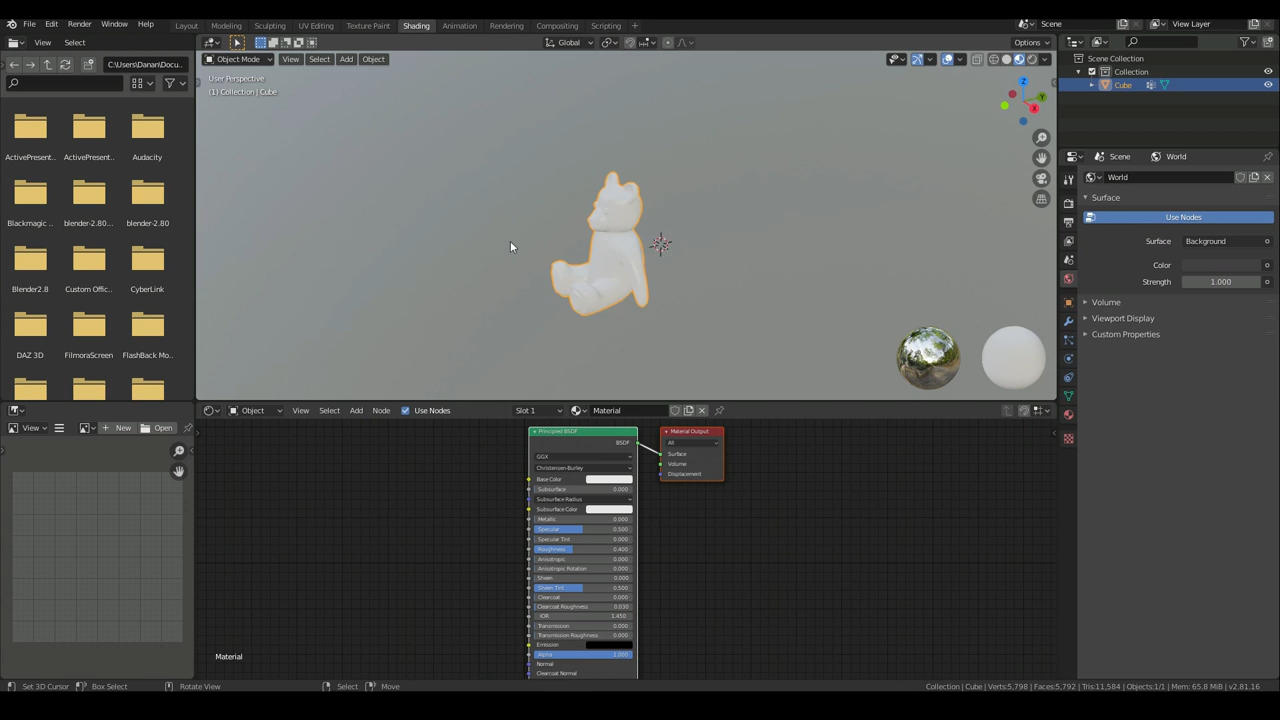 File Edit Render Window Help
Layout Modeling Sculpting UV Editing Texture Paint Shading Animation Rendering Compositing Scripting +
Scene View Layer
View Select
Global Options
C:\Users\Danan\Docu...
Object Mode View Select Add Object
User Perspective
(1) Collection | Cube
Z
Y
X
ActivePresent... ActivePresent.. Audacity
Blackmagic ... blender-2.80... blender-2.80
Blender2.8 Custom Offic... CyberLink
DAZ 3D FilmoraScreen FlashBack Mo...
Scene Collection
Collection
Cube
Scene World
World
Surface
Use Nodes
Surface Background
Color
Strength 1.000
Volume
Viewport Display
Custom Properties
View New Open
Object View Select Add Node Use Nodes Slot 1 Material
Principled BSDF
BSDF
GGX
Christensen-Burley
Base Color
Subsurface 0.000
Subsurface Radius
Subsurface Color
Metallic 0.000
Specular 0.500
Specular Tint 0.000
Roughness 0.400
Anisotropic 0.000
Anisotropic Rotation 0.000
Sheen 0.000
Sheen Tint 0.500
Clearcoat 0.000
Clearcoat Roughness 0.030
IOR 1.450
Transmission 0.000
Transmission Roughness 0.000
Emission
Alpha 1.000
Normal
Clearcoat Normal
Material Output
All
Surface
Volume
Displacement
Material
Set 3D Cursor Box Select Rotate View Select Move
Collection | Cube | Verts:5,798 | Faces:5,792 | Tris:11,584 | Objects:1/1 | Mem: 65.8 MiB | v2.81.16